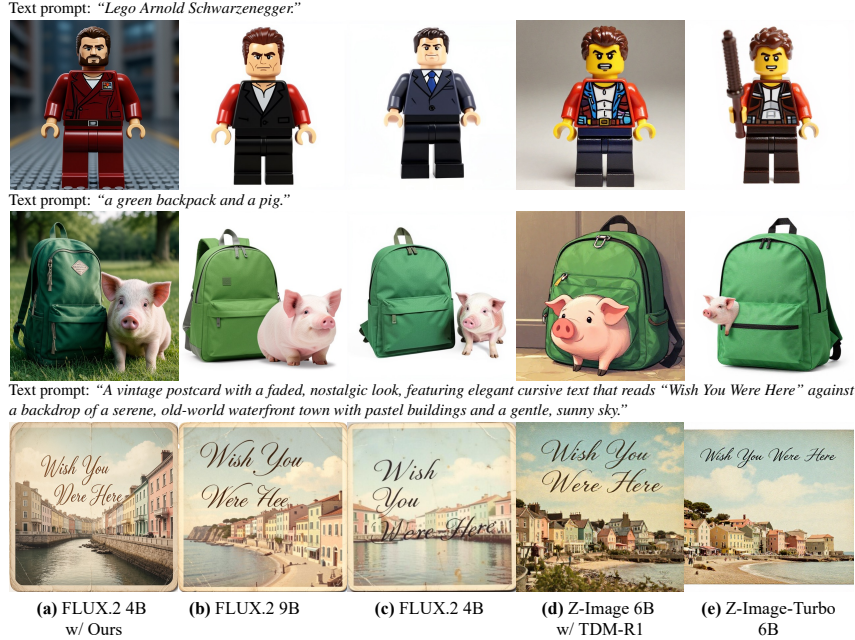 Text prompt: “Lego Arnold Schwarzenegger.”
Text prompt: “a green backpack and a pig.”
Text prompt: “A vintage postcard with a faded, nostalgic look, featuring elegant cursive text that reads “Wish You Were Here” against
a backdrop of a serene, old-world waterfront town with pastel buildings and a gentle, sunny sky.”
Wish You
Dere Here
Wish You
Were Hee
Wish
You
Were Here
Wish You
Were Here
Wish You Were Here
(a) FLUX.2 4B
w/ Ours
(b) FLUX.2 9B
(c) FLUX.2 4B
(d) Z-Image 6B
w/ TDM-R1
(e) Z-Image-Turbo
6B